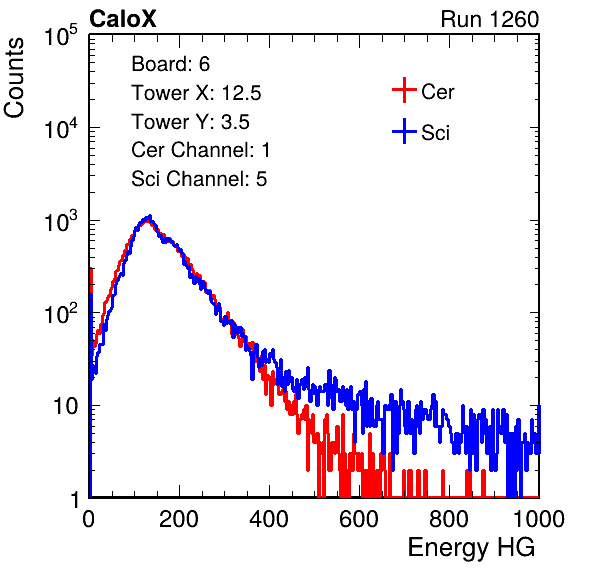 CaloX Run 1260
Counts
10^5
10^4
10^3
10^2
10
1
Board: 6
Tower X: 12.5
Tower Y: 3.5
Cer Channel: 1
Sci Channel: 5
Cer
Sci
0 200 400 600 800 1000
Energy HG